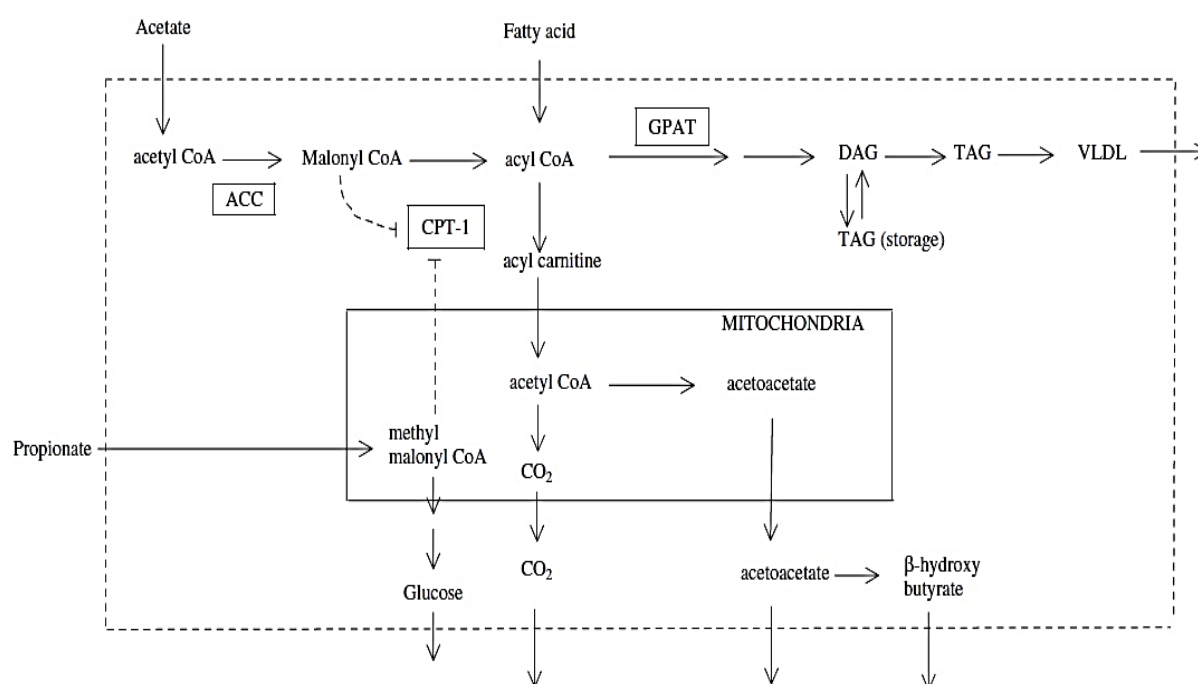 Acetate
Fatty acid
GPAT
acetyl CoA
Malonyl CoA
acyl CoA
DAG
TAG
VLDL
ACC
CPT-1
TAG (storage)
acyl carnitine
MITOCHONDRIA
acetyl CoA
acetoacetate
Propionate
methyl
malonyl CoA
CO₂
Glucose
CO₂
acetoacetate
β-hydroxy
butyrate